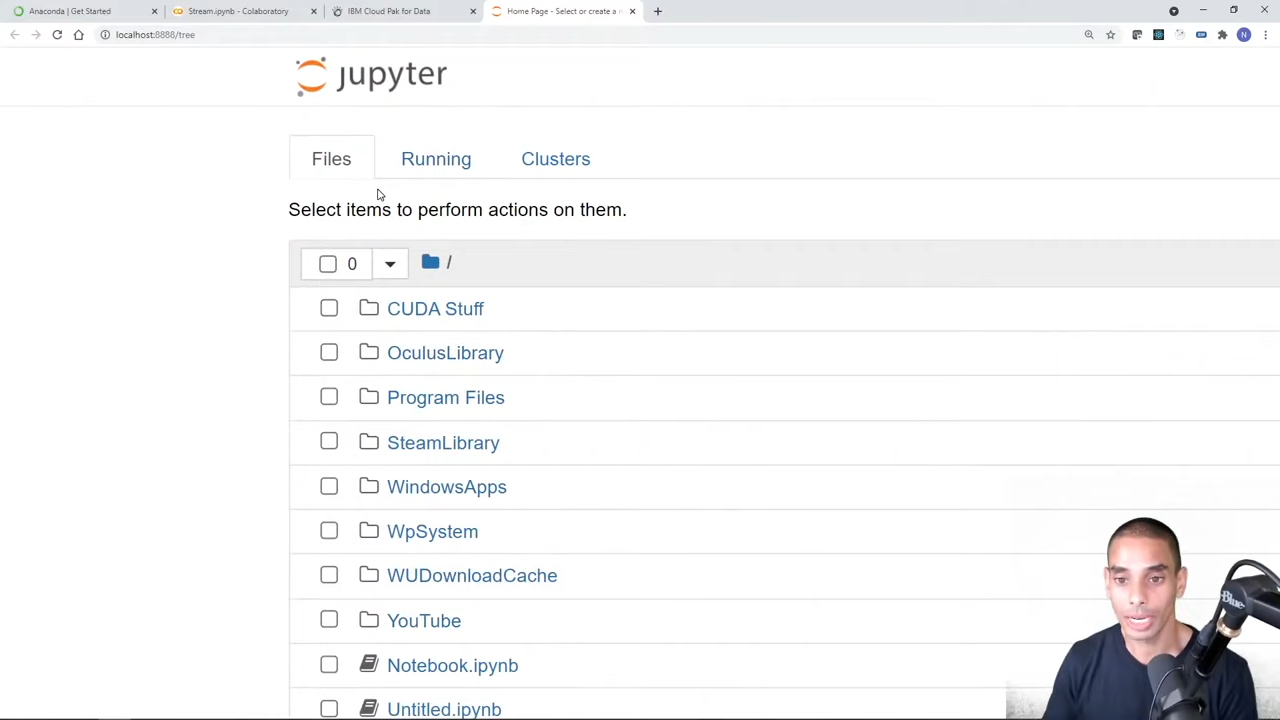 Anaconda | Get Started
Stream.ipynb - Colaboratory
IBM Cloud Pak for Data
Home Page - Select or create a n
localhost:8888/tree
N
jupyter
Files
Running
Clusters
Select items to perform actions on them.
0
/
CUDA Stuff
OculusLibrary
Program Files
SteamLibrary
WindowsApps
WpSystem
WUDownloadCache
YouTube
Notebook.ipynb
Untitled.ipynb
Blue